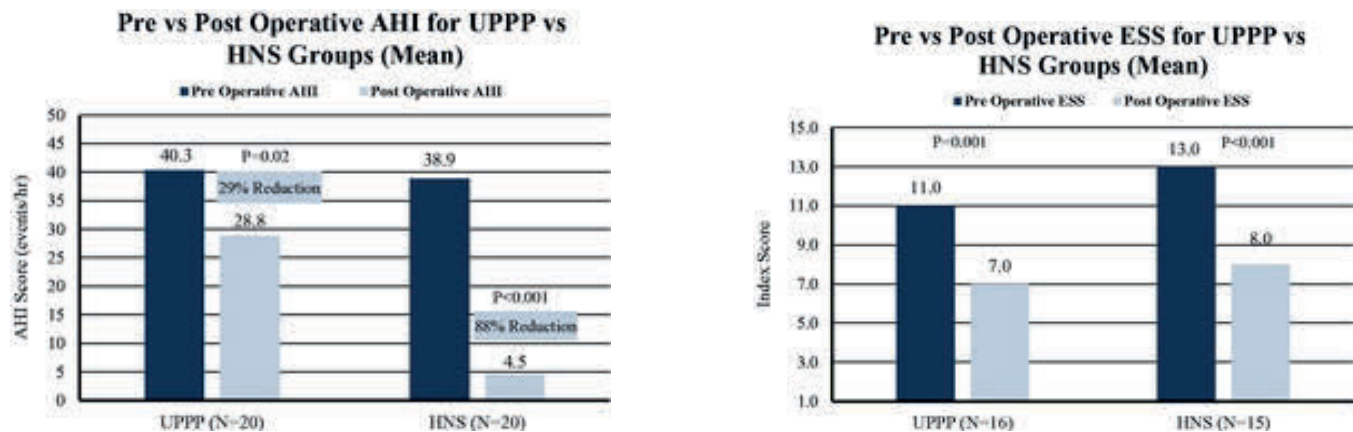 Pre vs Post Operative AHI for UPPP vs
HNS Groups (Mean)
Pre Operative AHI Post Operative AHI
50
45
40
35
30
25
20
15
10
5
0
AHI Score (events/hr)
40.3
P=0.02
29% Reduction
28.8
38.9
P<0.001
88% Reduction
4.5
UPPP (N=20) HNS (N=20)
Pre vs Post Operative ESS for UPPP vs
HNS Groups (Mean)
Pre Operative ESS Post Operative ESS
15.0
13.0
11.0
9.0
7.0
5.0
3.0
1.0
Index Score
P=0.001
11.0
7.0
P<0.001
13.0
8.0
UPPP (N=16) HNS (N=15)